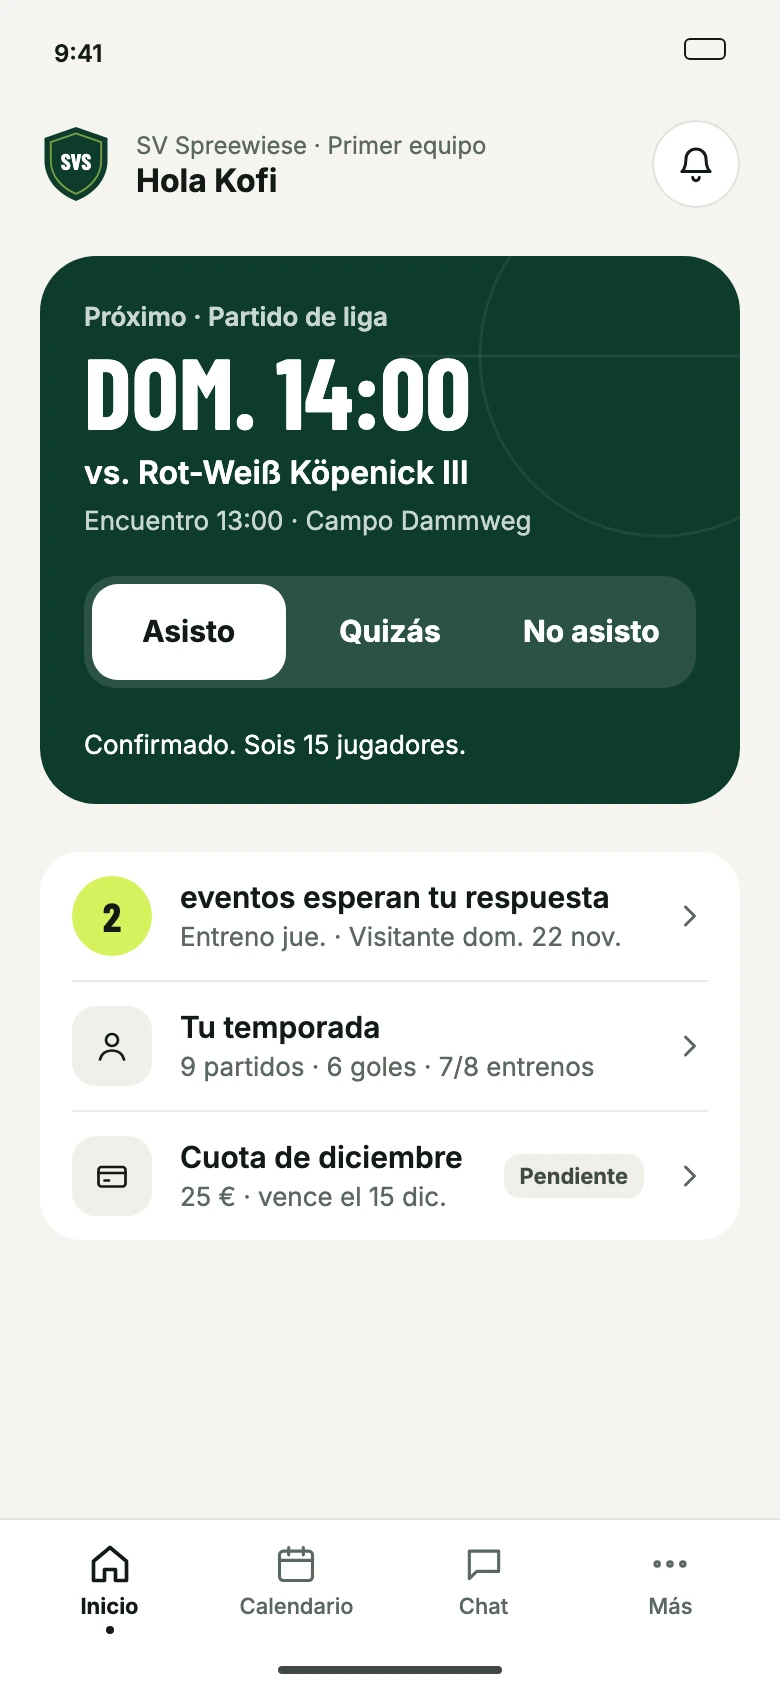 9:41
SVS
SV Spreewiese · Primer equipo
Hola Kofi
Próximo · Partido de liga
DOM. 14:00
vs. Rot-Weiß Köpenick III
Encuentro 13:00 · Campo Dammweg
Asisto
Quizás
No asisto
Confirmado. Sois 15 jugadores.
2
eventos esperan tu respuesta
Entreno jue. · Visitante dom. 22 nov.
Tu temporada
9 partidos · 6 goles · 7/8 entrenos
Cuota de diciembre
25 € · vence el 15 dic.
Pendiente
Inicio
Calendario
Chat
Más